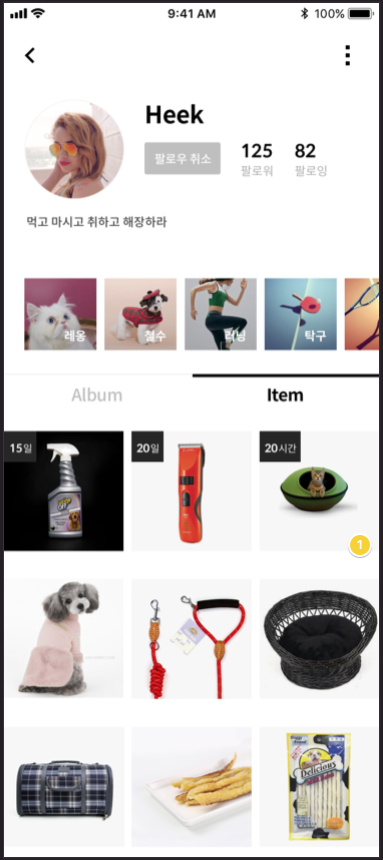 9:41 AM
100%
Heek
팔로우 취소
125
82
팔로워
팔로잉
먹고 마시고 취하고 해장하라
레옹
철수
러닝
탁구
Album
Item
15일
20일
20시간
1
Delicious